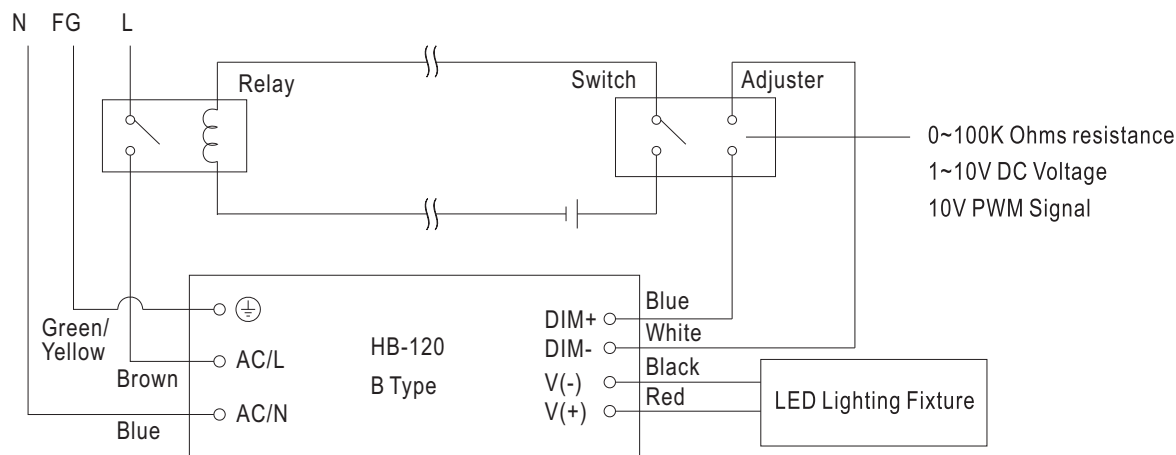 N FG L
Relay
Switch
Adjuster
0~100K Ohms resistance
1~10V DC Voltage
10V PWM Signal
Green/
Yellow
Brown
Blue
AC/L
AC/N
HB-120
B Type
DIM+
DIM-
V(-)
V(+)
Blue
White
Black
Red
LED Lighting Fixture